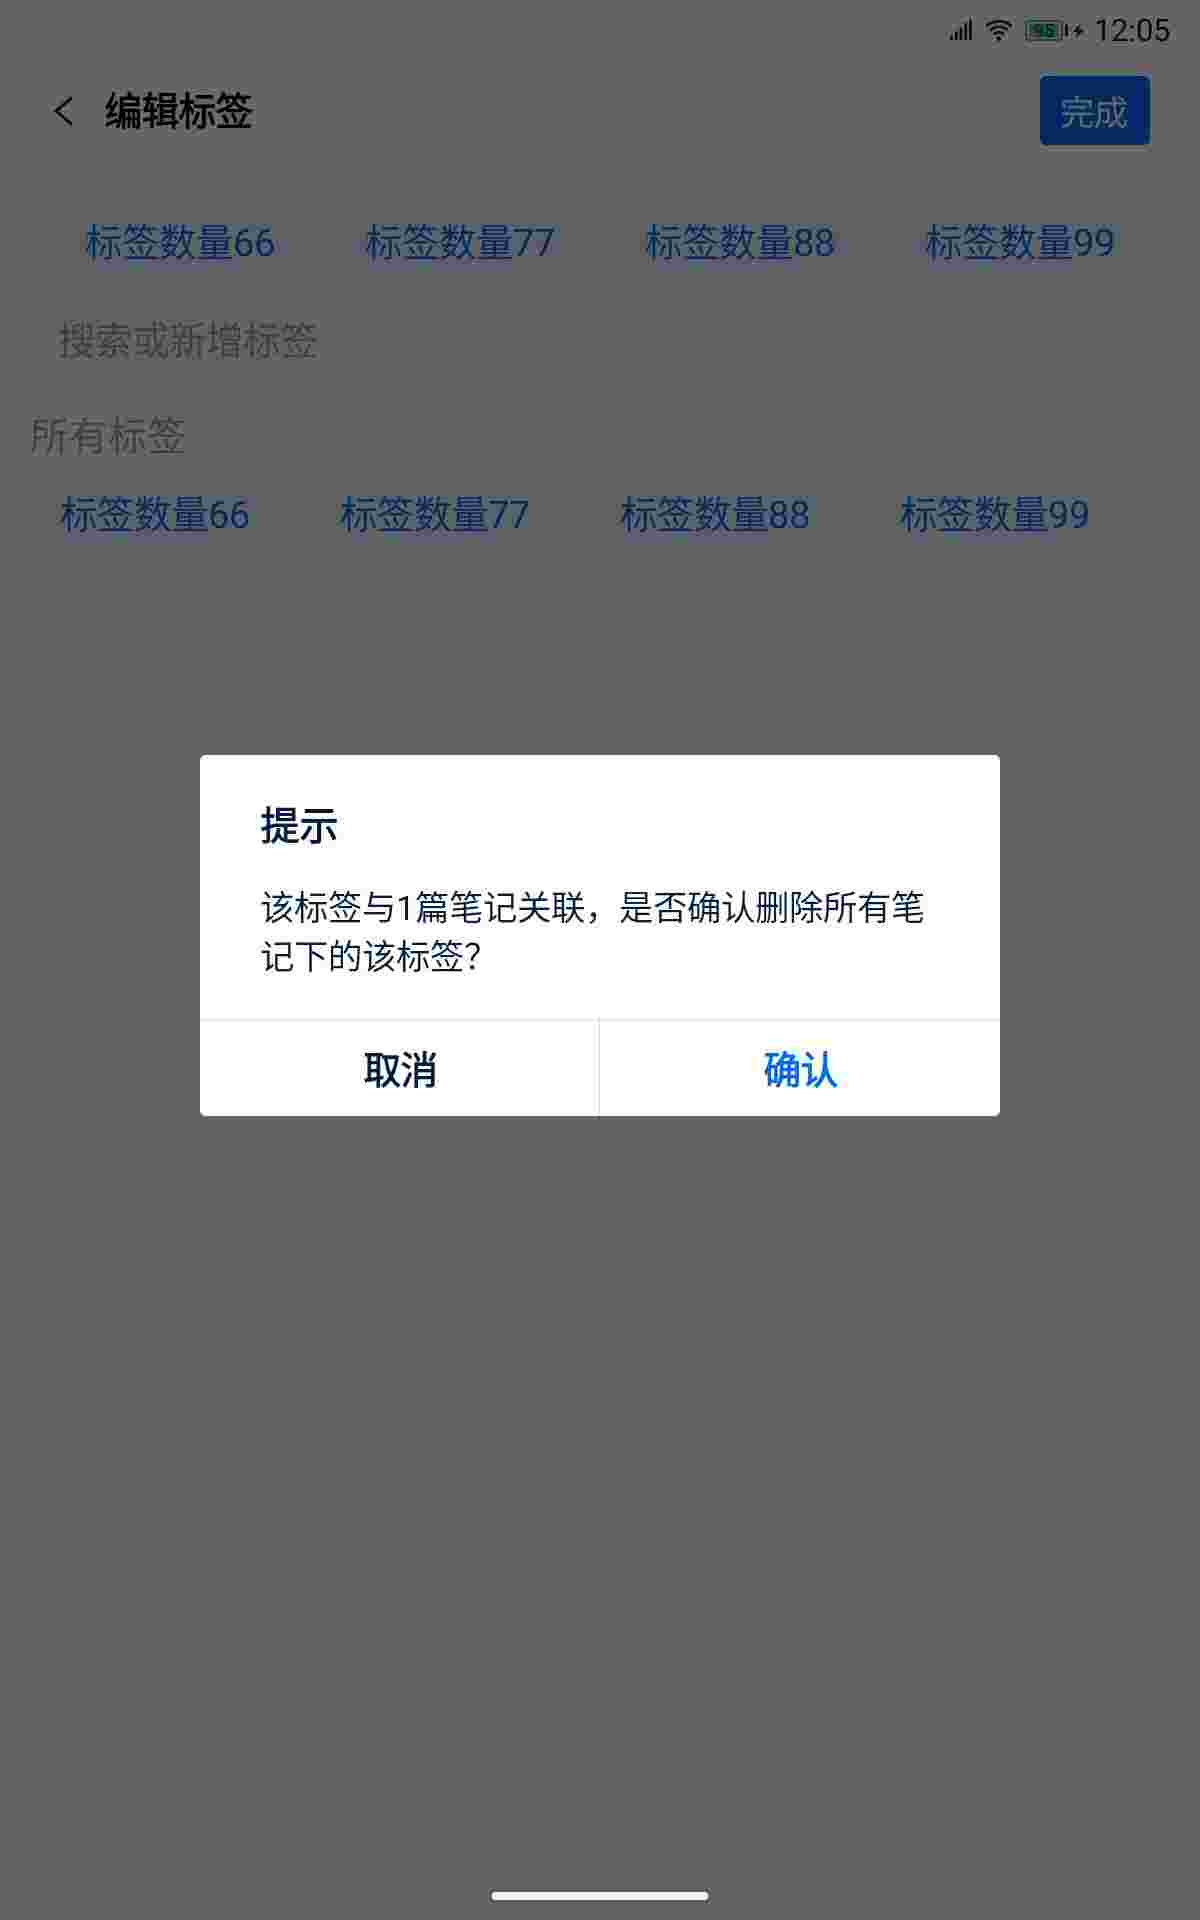 95 12:05
编辑标签
完成
标签数量66 标签数量77 标签数量88 标签数量99
搜索或新增标签
所有标签
标签数量66 标签数量77 标签数量88 标签数量99
提示
该标签与1篇笔记关联，是否确认删除所有笔
记下的该标签？
取消 确认